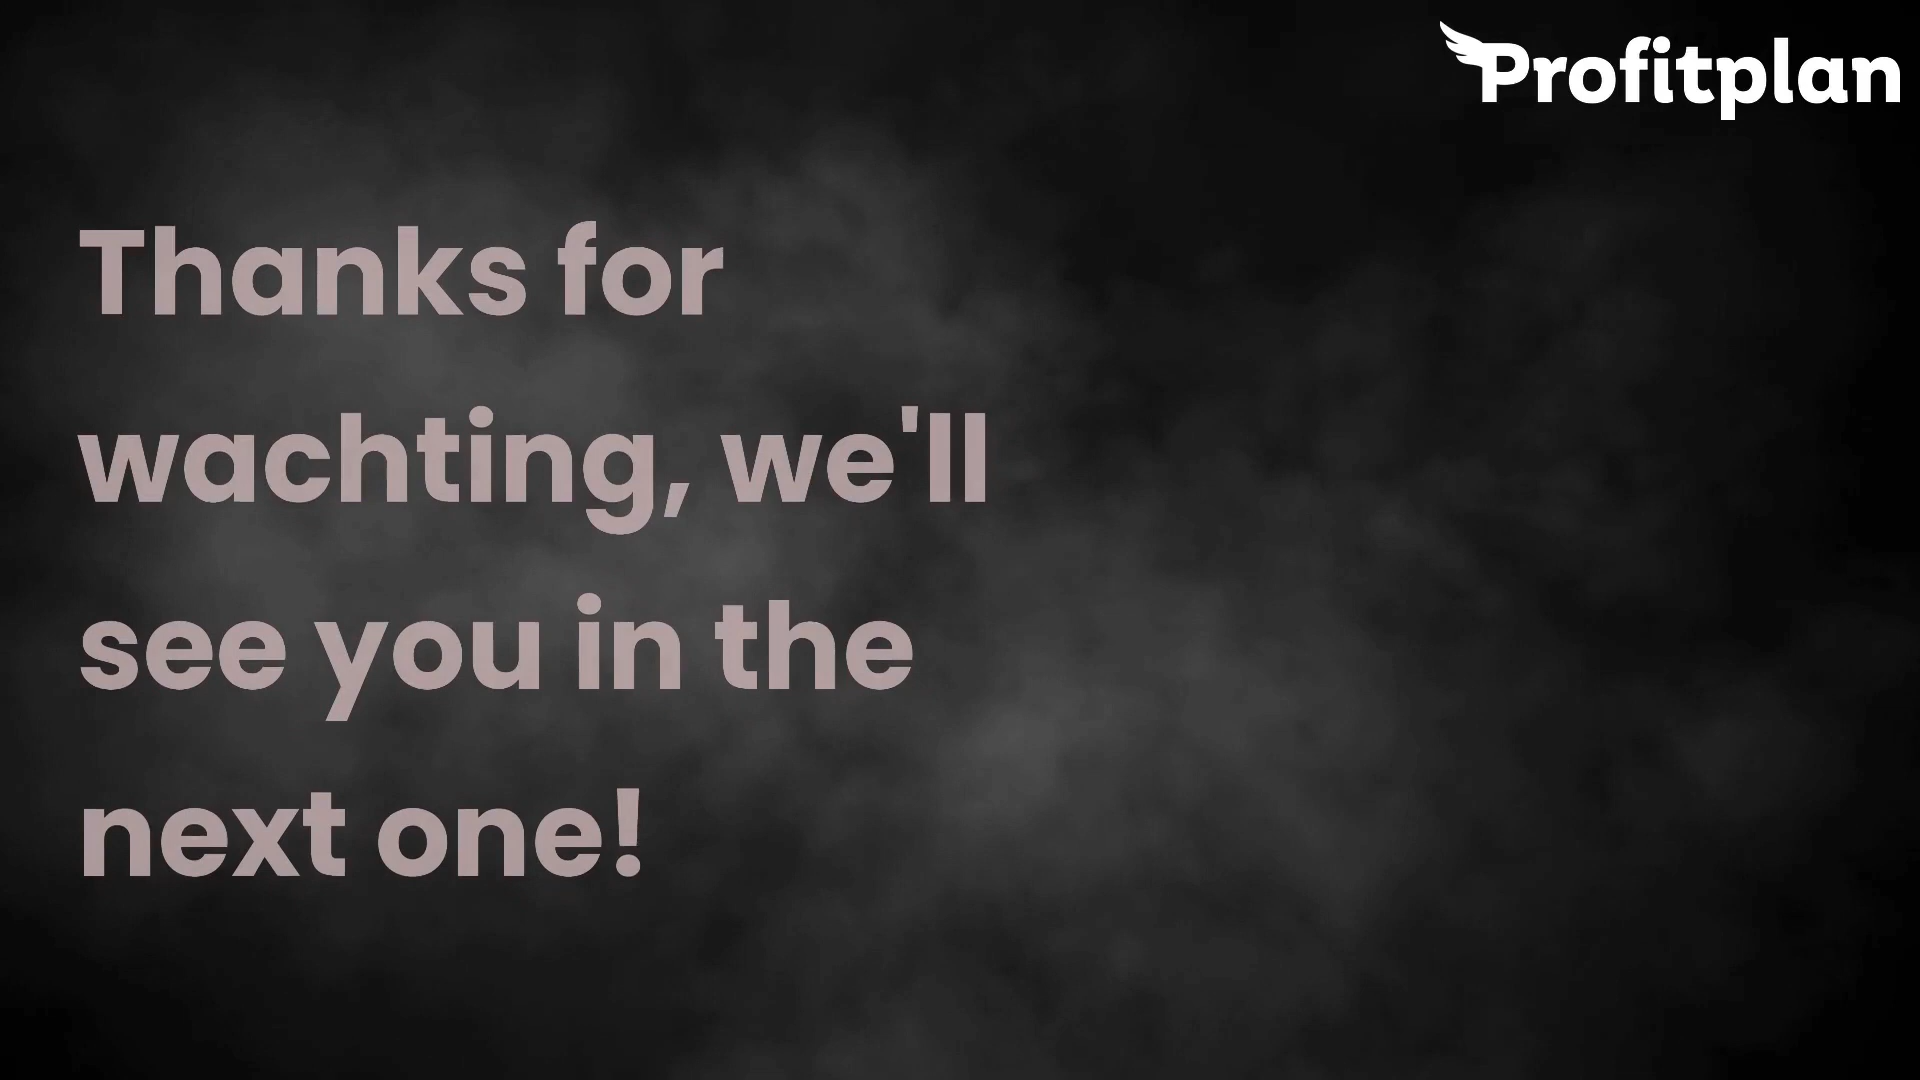 Profitplan
Thanks for
wachting, we'll
see you in the
next one!